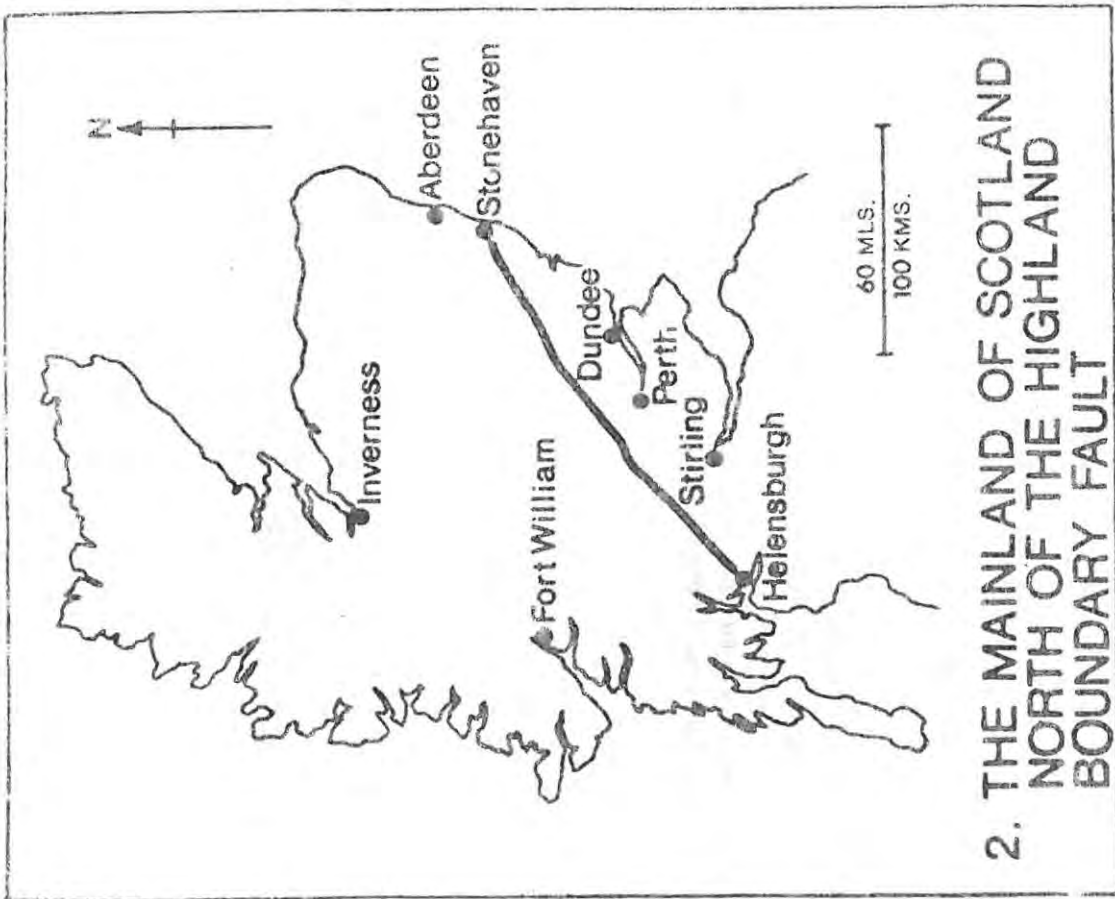 N
Aberdeen
Stonehaven
Inverness
Dundee
Perth
Fort William
Stirling
Helensburgh
60 MLS.
100 KMS.
2. THE MAINLAND OF SCOTLAND
NORTH OF THE HIGHLAND
BOUNDARY FAULT